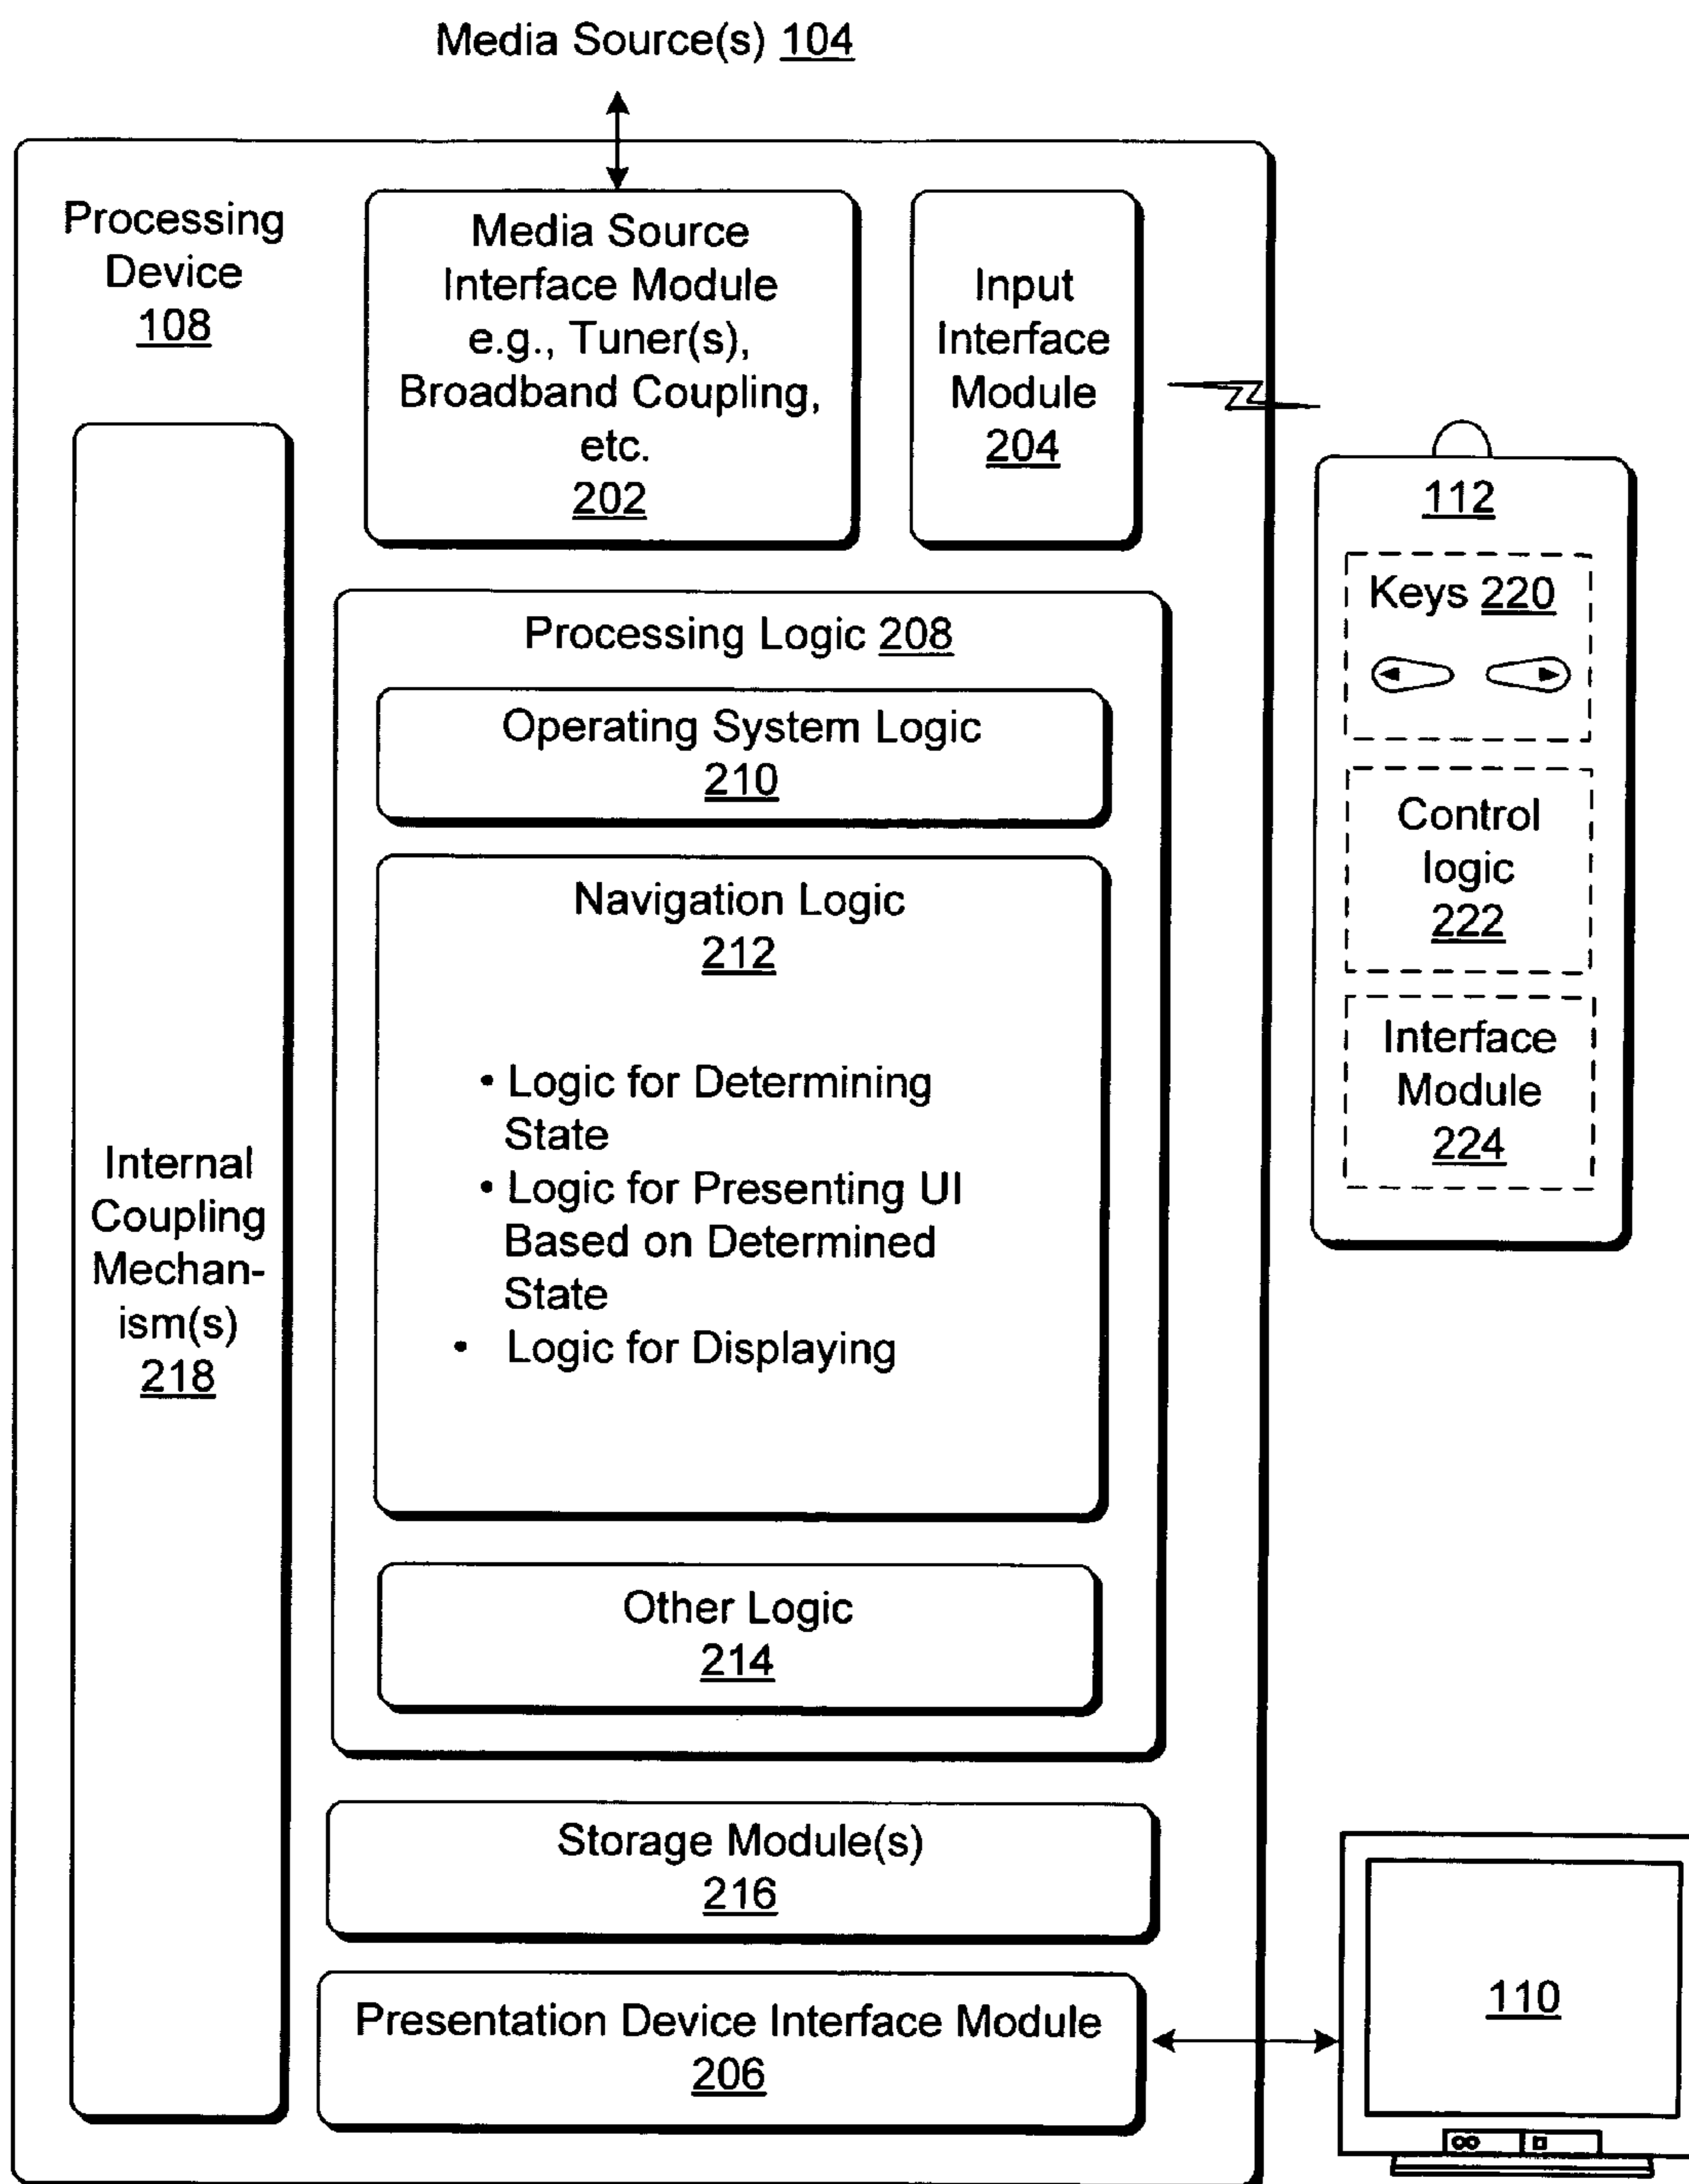 Media Source(s) 104
Processing
Device
108
Media Source
Interface Module
e.g., Tuner(s),
Broadband Coupling,
etc.
202
Input
Interface
Module
204
112
Keys 220
Control
logic
222
Interface
Module
224
Processing Logic 208
Operating System Logic
210
Navigation Logic
212
• Logic for Determining
State
• Logic for Presenting UI
Based on Determined
State
• Logic for Displaying
Internal
Coupling
Mechan-
ism(s)
218
Other Logic
214
Storage Module(s)
216
Presentation Device Interface Module
206
110